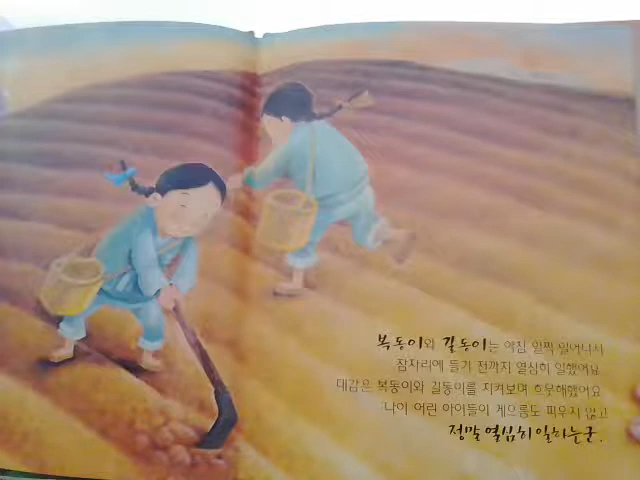 복동이와 길동이는 아침 일찍 일어나서
잠자리에 들기 전까지 열심히 일했어요
대감은 복동이와 길동이를 지켜보며 흐뭇해했어요
'나이 어린 아이들이 게으름도 피우지 않고
정말 열심히 일하는군.